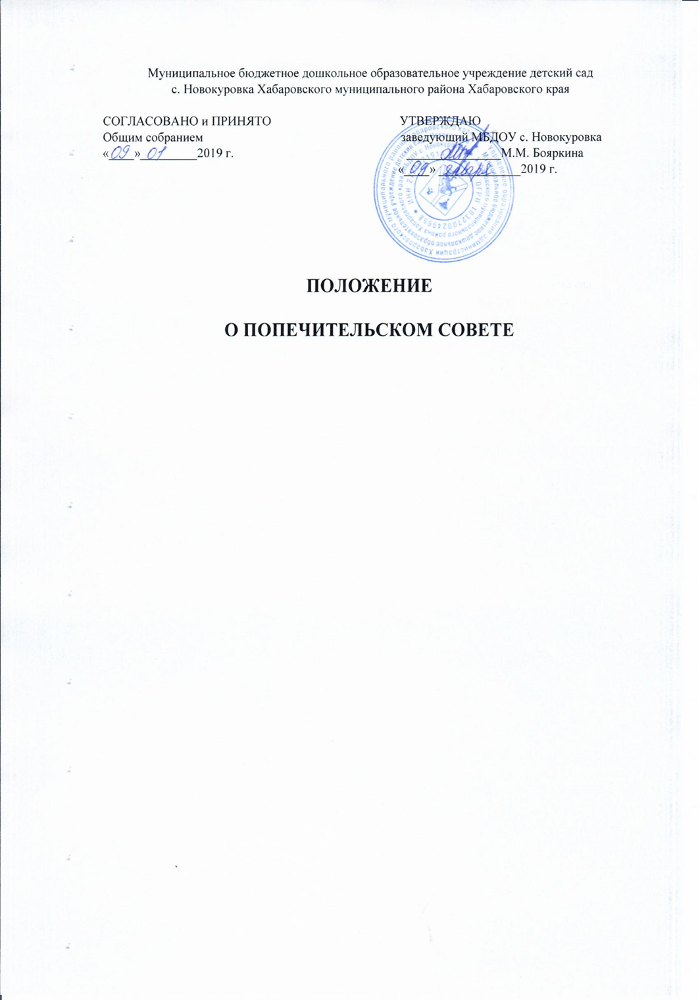 Муниципальное бюджетное дошкольное образовательное учреждение детский сад
с. Новокуровка Хабаровского муниципального района Хабаровского края
СОГЛАСОВАНО и ПРИНЯТО
Общим собранием
«09» 01 2019 г.
УТВЕРЖДАЮ
заведующий МБДОУ с. Новокуровка
М.М. Бояркина
«09» января 2019 г.
ПОЛОЖЕНИЕ
О ПОПЕЧИТЕЛЬСКОМ СОВЕТЕ